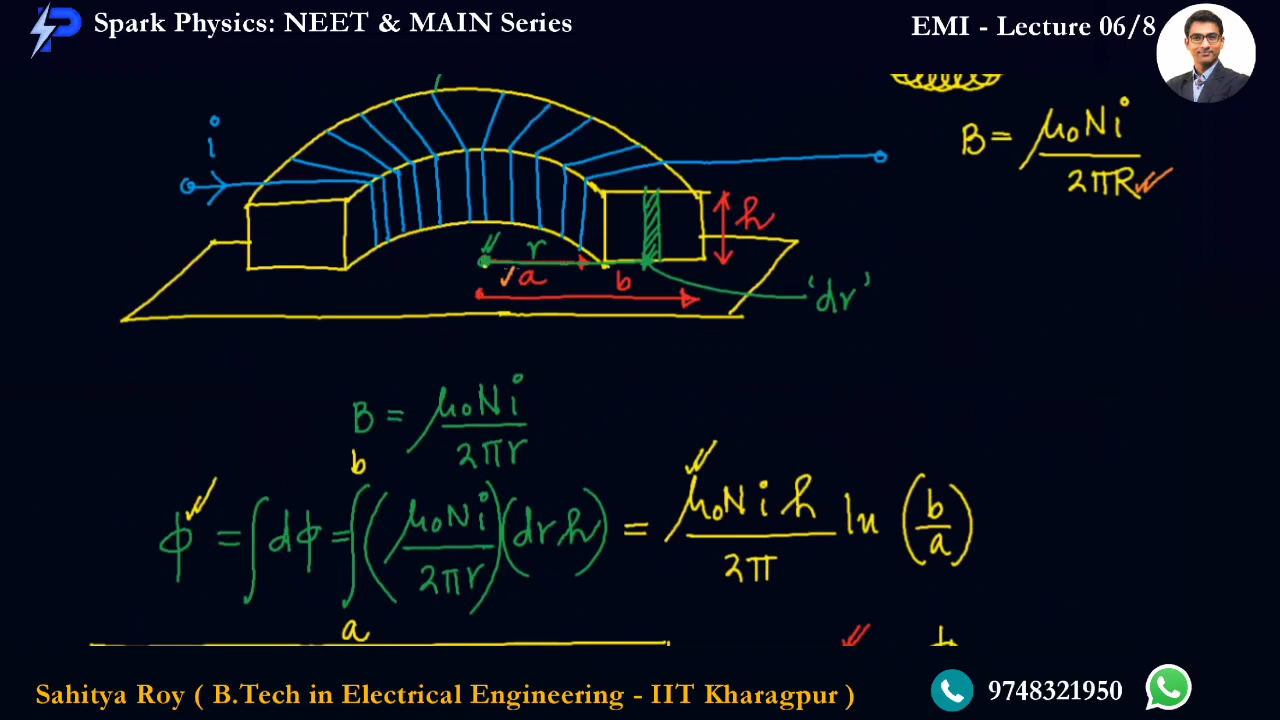 Spark Physics: NEET & MAIN Series
EMI - Lecture 06/8
i
B = μ₀Ni / 2πR
h
r
a
b
'dr'
B = μ₀Ni / 2πr
ϕ = ∫dϕ = ∫ₐᵇ (μ₀Ni / 2πr)(dr h) = μ₀Nih / 2π ln (b/a)
Sahitya Roy ( B.Tech in Electrical Engineering - IIT Kharagpur )
9748321950